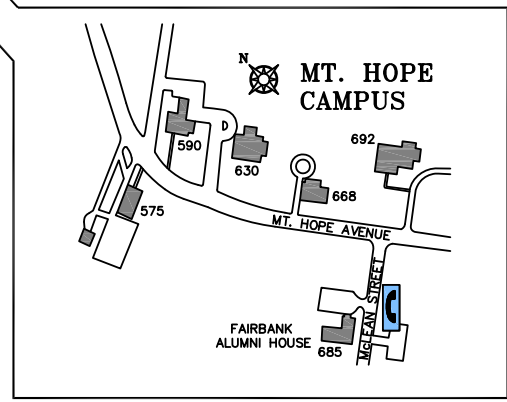 N
MT. HOPE
CAMPUS
692
D
590
630
668
575
MT. HOPE AVENUE
McLEAN STREET
FAIRBANK
ALUMNI HOUSE
685